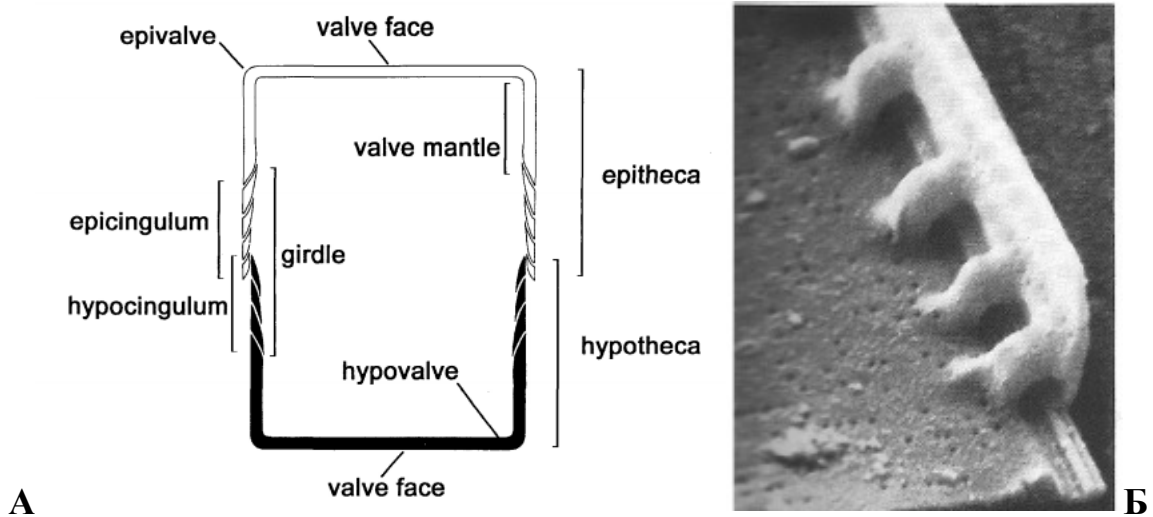 valve face
epivalve
valve mantle
epitheca
epicingulum
girdle
hypocingulum
hypotheca
hypovalve
valve face
А
Б